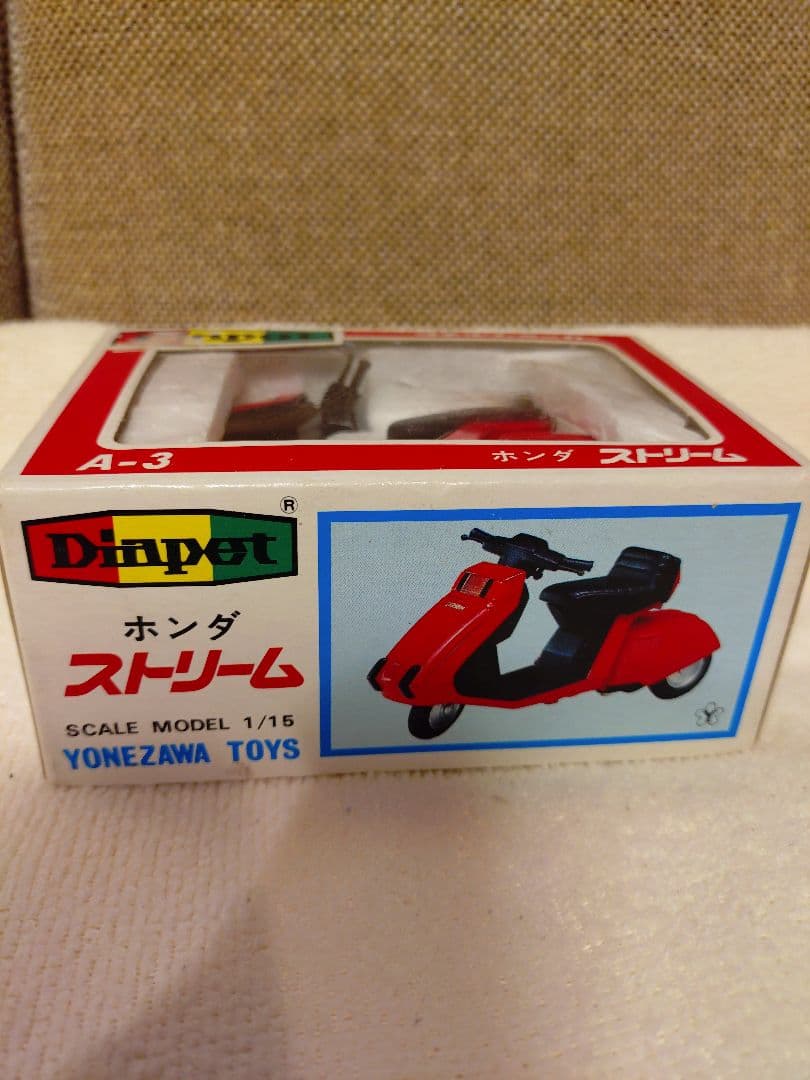 A-3
ホンダ ストリーム
Diapet
®
ホンダ
ストリーム
SCALE MODEL 1/15
YONEZAWA TOYS